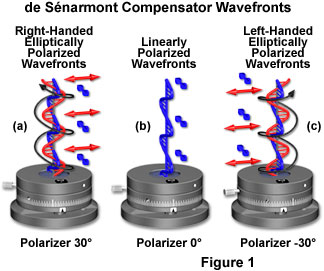 de Sénarmont Compensator Wavefronts
Right-Handed
Elliptically
Polarized
Wavefronts
Linearly
Polarized
Wavefronts
Left-Handed
Elliptically
Polarized
Wavefronts
(a)
(b)
(c)
Polarizer 30°
Polarizer 0°
Polarizer -30°
Figure 1